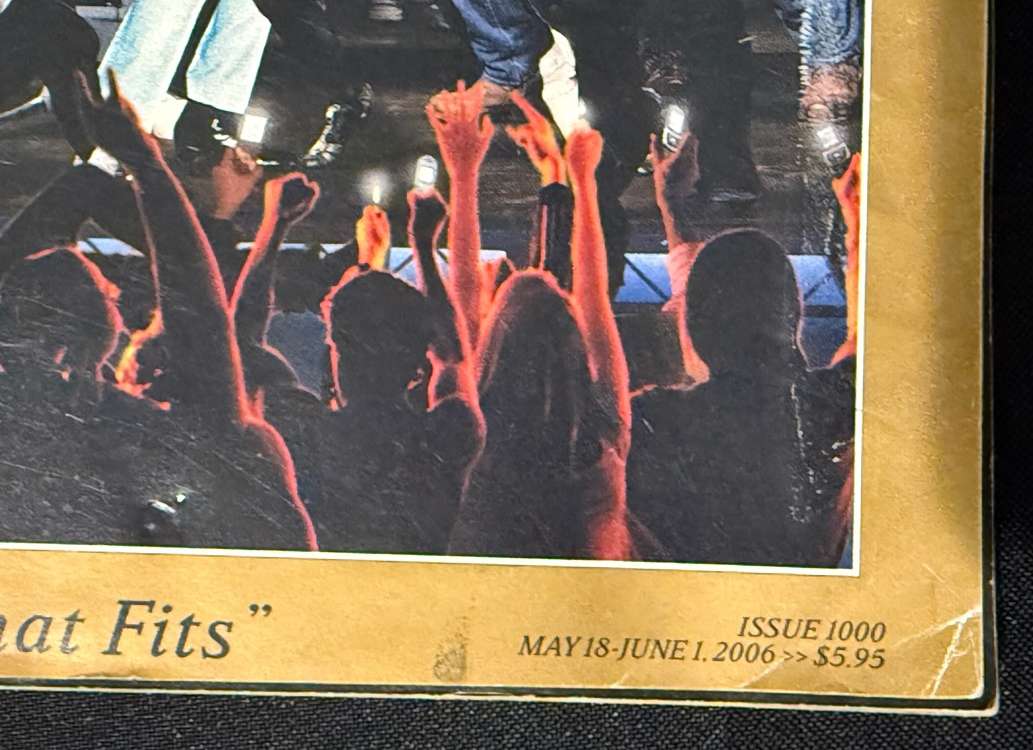 hat Fits”
ISSUE 1000
MAY 18-JUNE 1, 2006 >> $5.95